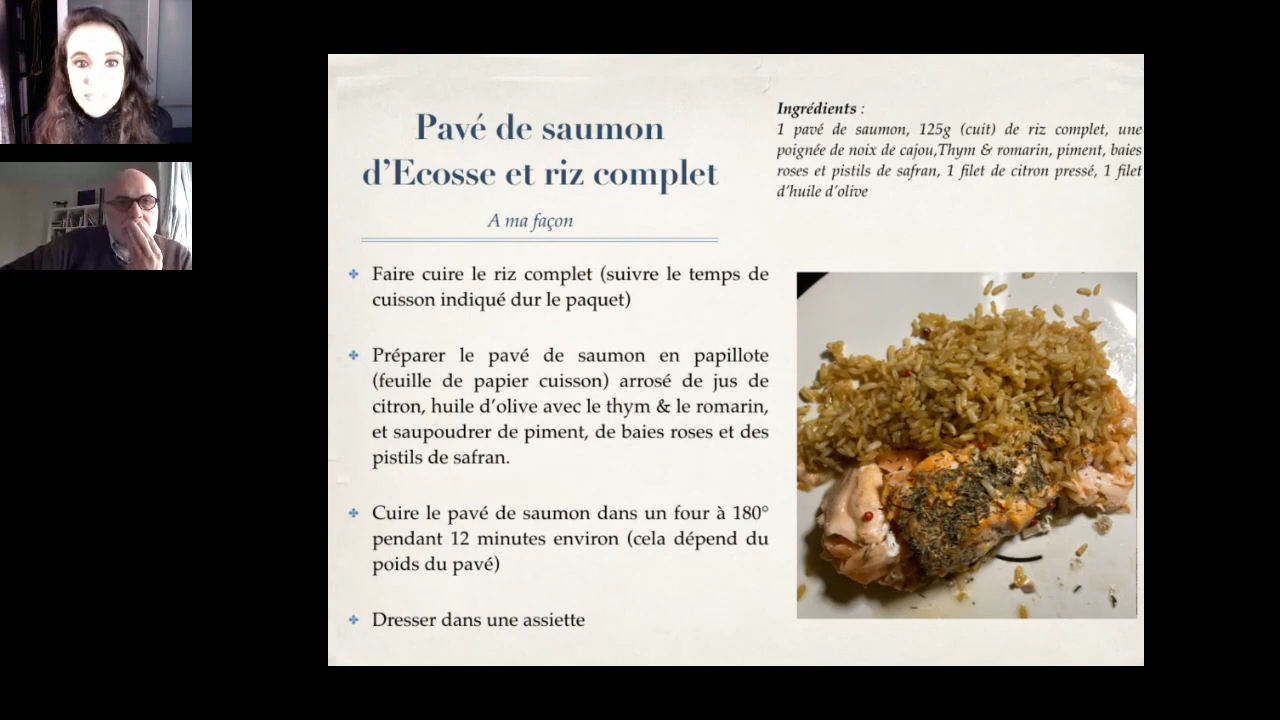 Pavé de saumon
d'Ecosse et riz complet
A ma façon
Ingrédients :
1 pavé de saumon, 125g (cuit) de riz complet, une
poignée de noix de cajou,Thym & romarin, piment, baies
roses et pistils de safran, 1 filet de citron pressé, 1 filet
d'huile d'olive
Faire cuire le riz complet (suivre le temps de
cuisson indiqué dur le paquet)
Préparer le pavé de saumon en papillote
(feuille de papier cuisson) arrosé de jus de
citron, huile d'olive avec le thym & le romarin,
et saupoudrer de piment, de baies roses et des
pistils de safran.
Cuire le pavé de saumon dans un four à 180°
pendant 12 minutes environ (cela dépend du
poids du pavé)
Dresser dans une assiette